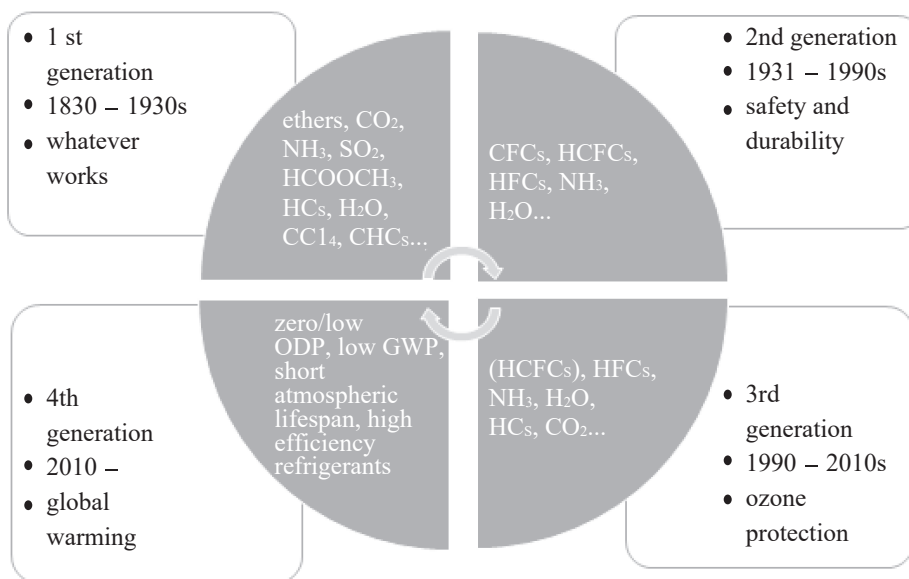 • 1 st
generation
• 1830 – 1930s
• whatever
works
ethers, CO₂,
NH₃, SO₂,
HCOOCH₃,
HCs, H₂O,
CC1₄, CHCs...
• 2nd generation
• 1931 – 1990s
• safety and
durability
CFCs, HCFCs,
HFCs, NH₃,
H₂O...
• 4th
generation
• 2010 –
• global
warming
zero/low
ODP, low GWP,
short
atmospheric
lifespan, high
efficiency
refrigerants
(HCFCs), HFCs,
NH₃, H₂O,
HCs, CO₂...
• 3rd
generation
• 1990 – 2010s
• ozone
protection